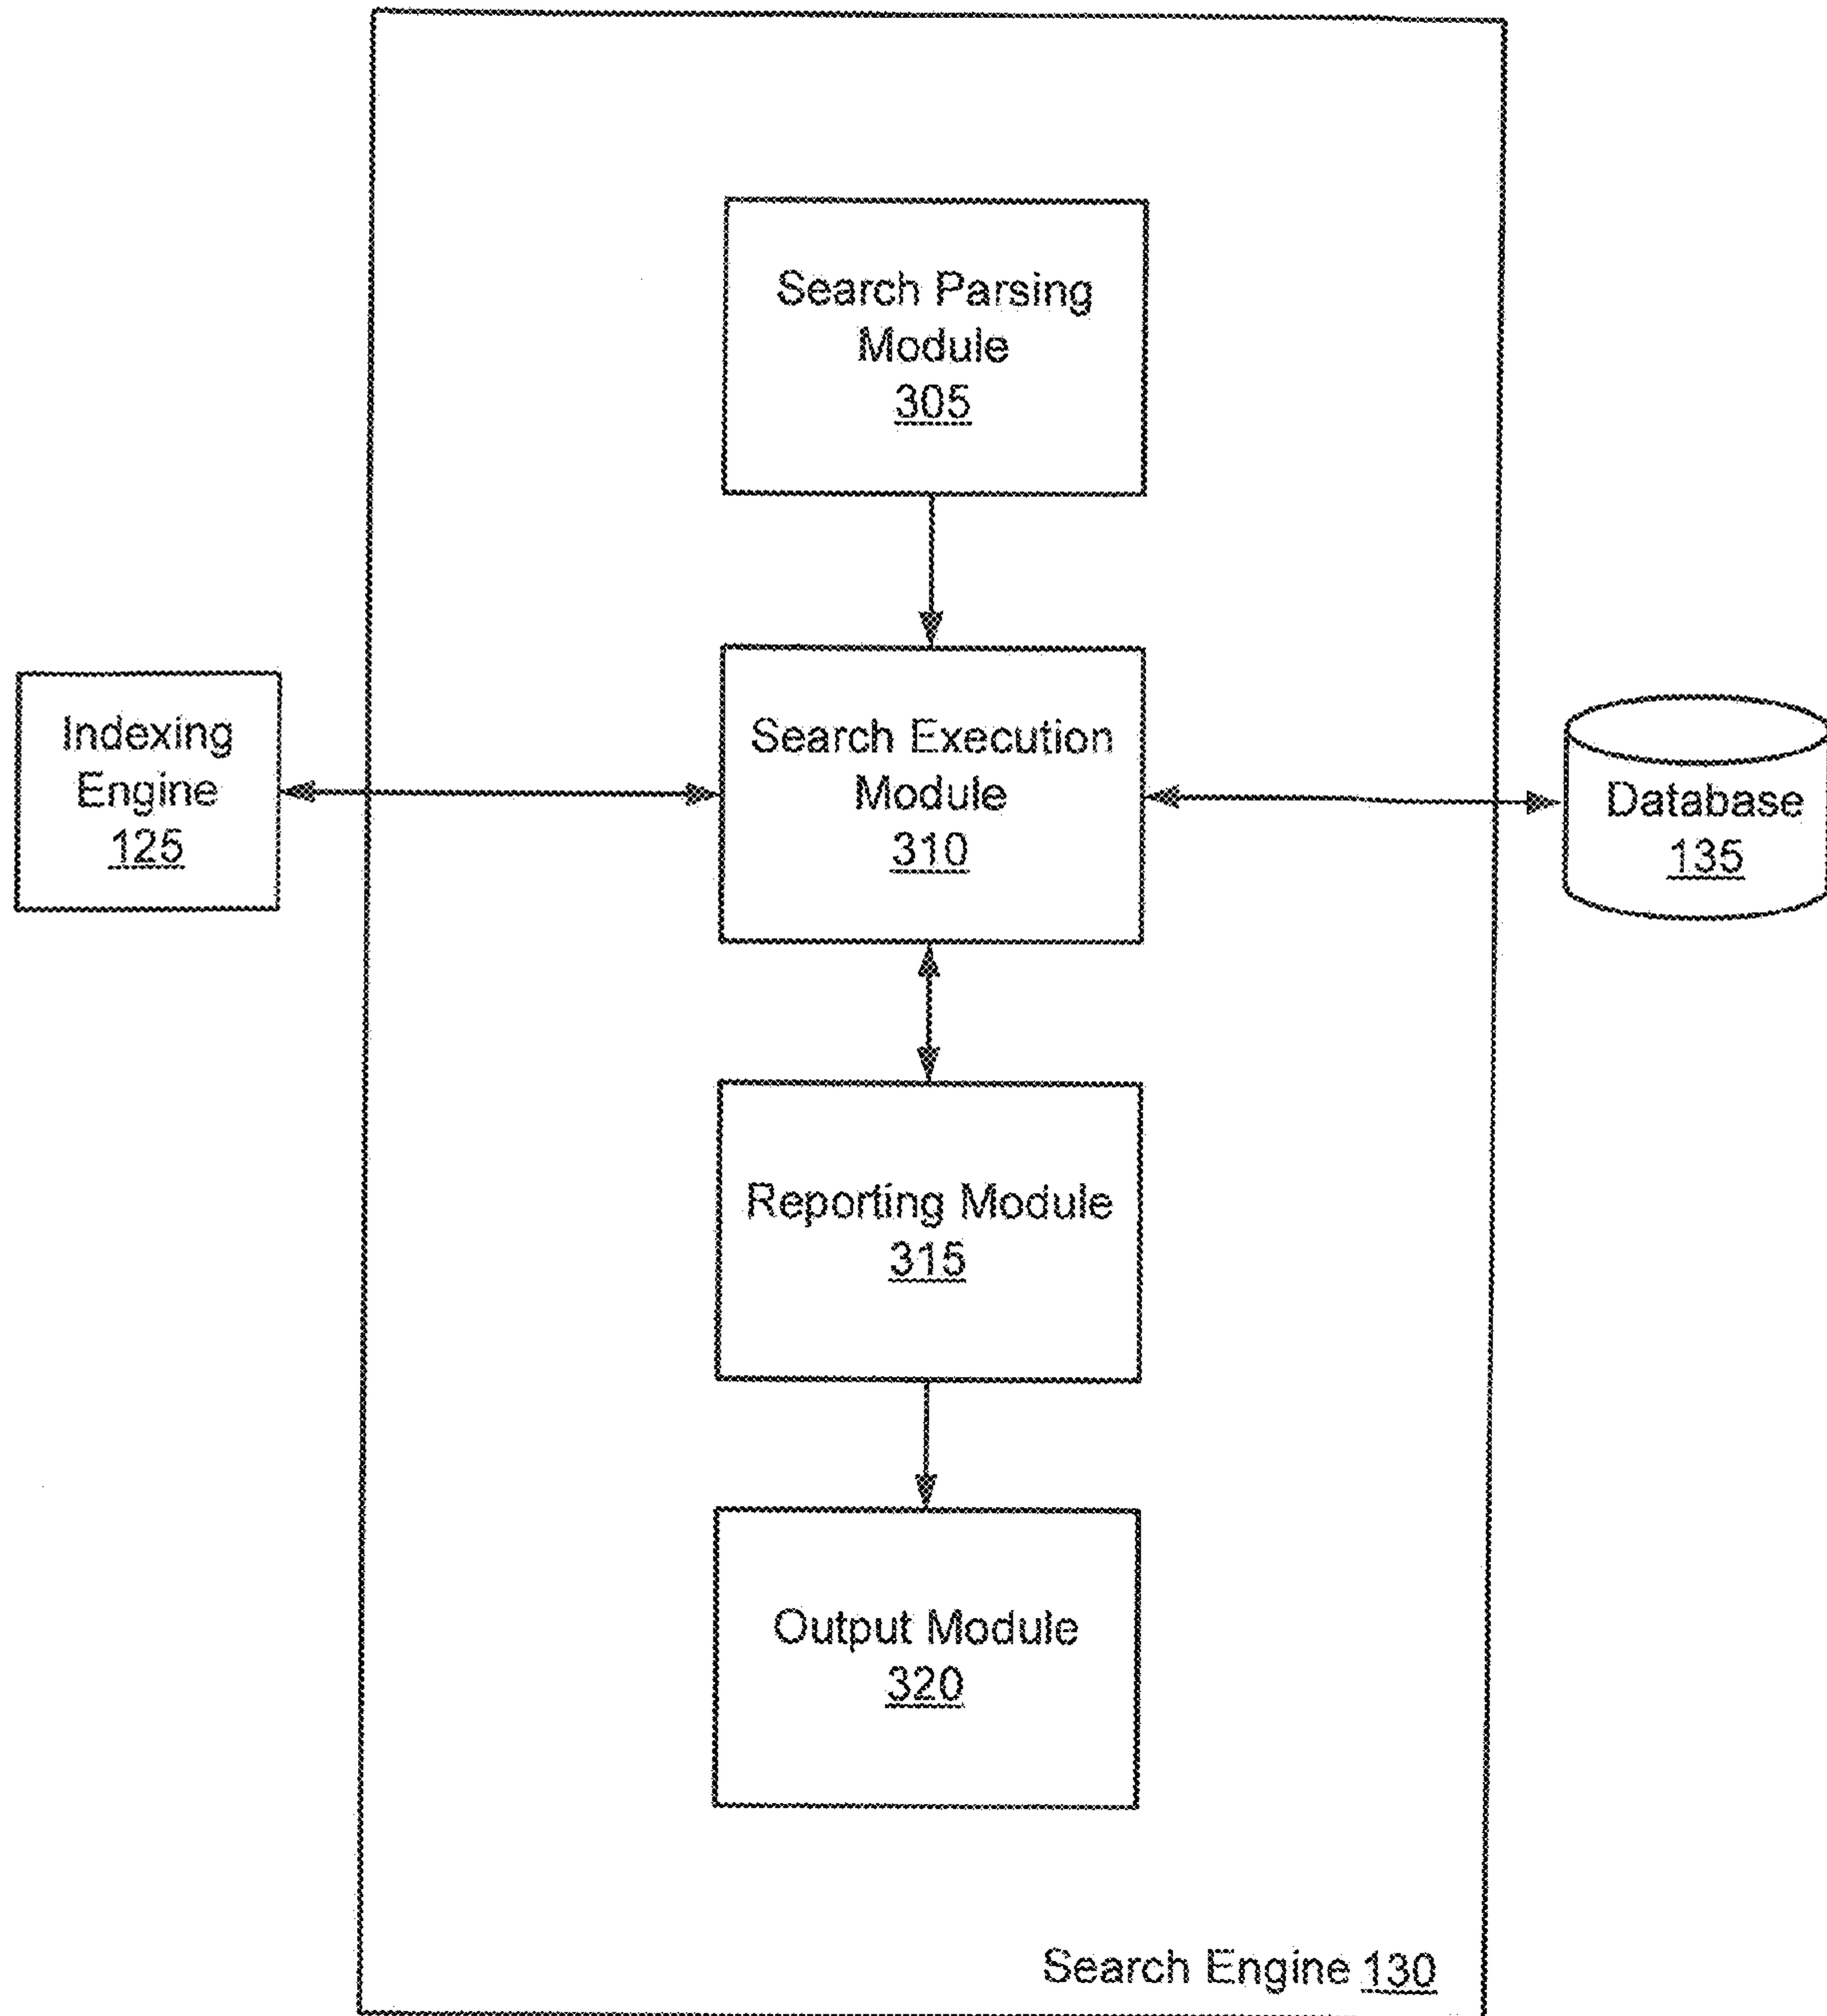 Search Parsing
Module
305
Indexing
Engine
125
Search Execution
Module
310
Database
135
Reporting Module
315
Output Module
320
Search Engine 130